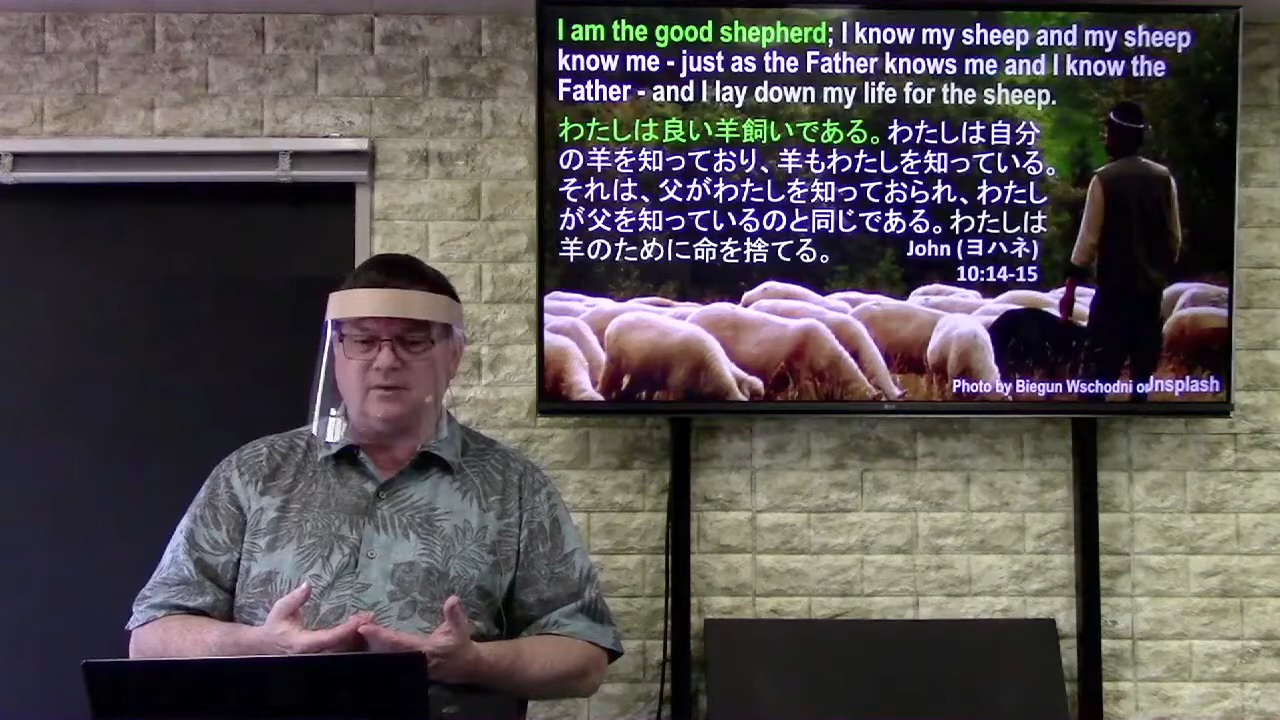 I am the good shepherd; I know my sheep and my sheep
know me - just as the Father knows me and I know the
Father - and I lay down my life for the sheep.
わたしは良い羊飼いである。わたしは自分
の羊を知っており、羊もわたしを知っている。
それは、父がわたしを知っておられ、わたし
が父を知っているのと同じである。わたしは
羊のために命を捨てる。
John (ヨハネ)
10:14-15
Photo by Biegun Wschodni on Unsplash